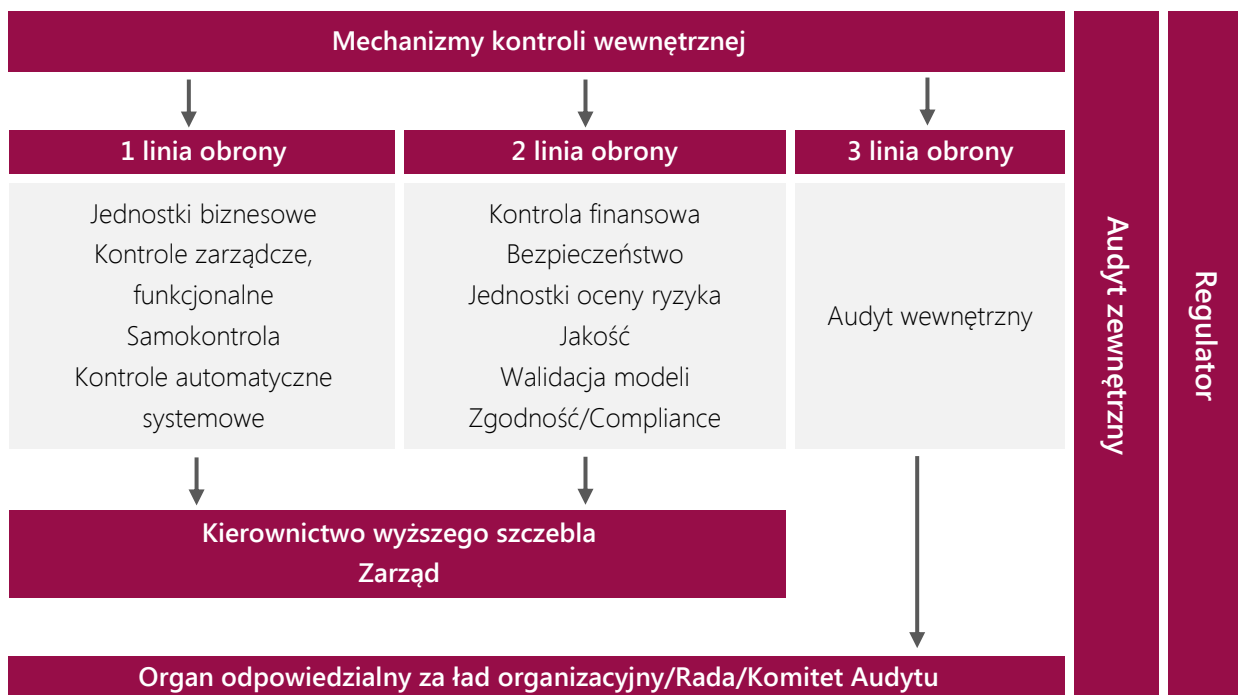 Mechanizmy kontroli wewnętrznej
1 linia obrony
2 linia obrony
3 linia obrony
Jednostki biznesowe
Kontrole zarządcze,
funkcjonalne
Samokontrola
Kontrole automatyczne
systemowe
Kontrola finansowa
Bezpieczeństwo
Jednostki oceny ryzyka
Jakość
Walidacja modeli
Zgodność/Compliance
Audyt wewnętrzny
Kierownictwo wyższego szczebla
Zarząd
Organ odpowiedzialny za ład organizacyjny/Rada/Komitet Audytu
Audyt zewnętrzny
Regulator